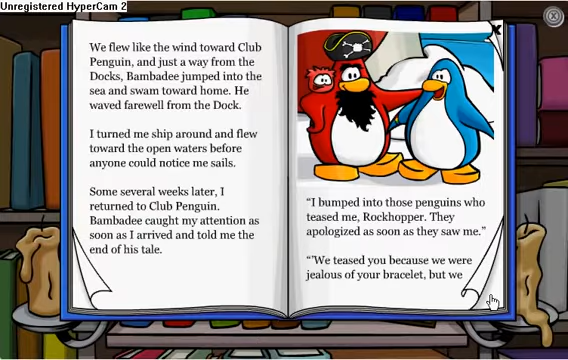 Unregistered HyperCam 2
We flew like the wind toward Club
Penguin, and just a way from the
Docks, Bambadee jumped into the
sea and swam toward home. He
waved farewell from the Dock.
I turned me ship around and flew
toward the open waters before
anyone could notice me sails.
Some several weeks later, I
returned to Club Penguin.
Bambadee caught my attention as
soon as I arrived and told me the
end of his tale.
“I bumped into those penguins who
teased me, Rockhopper. They
apologized as soon as they saw me.”
“'We teased you because we were
jealous of your bracelet, but we